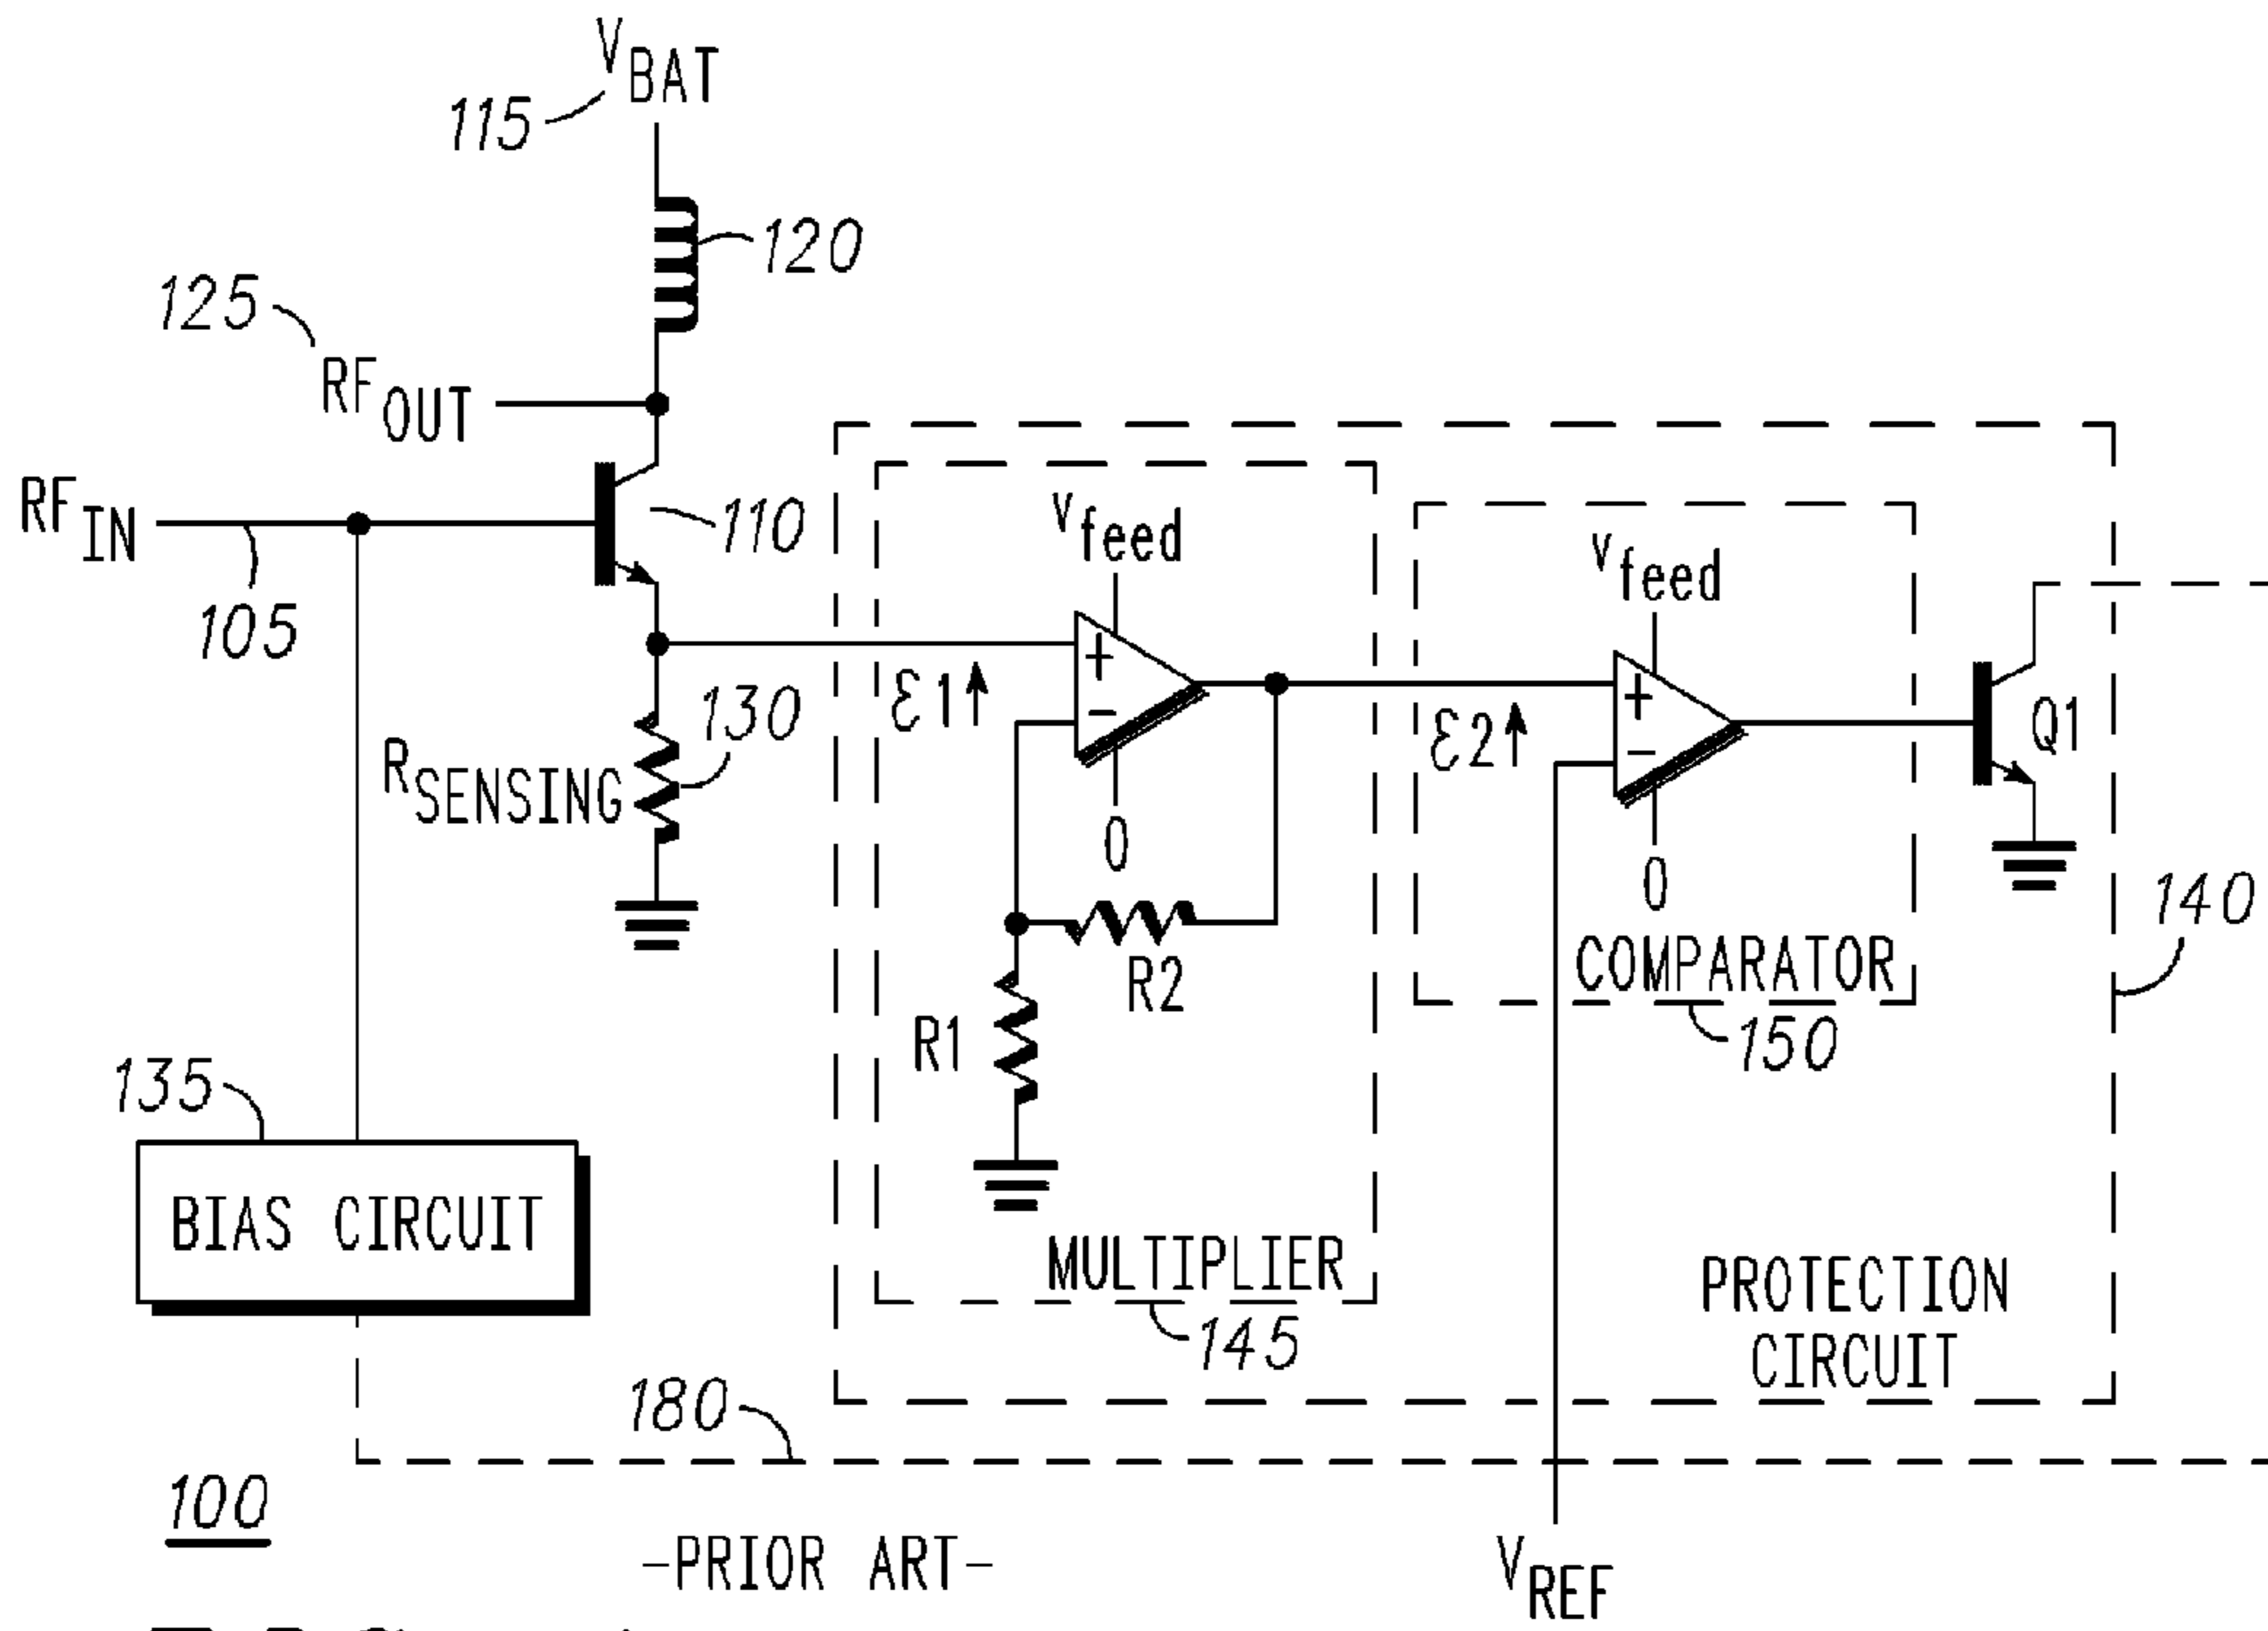 VBAT
115
120
125
RFOUT
RFIN
110
105
vfeed
vfeed
+
+
ε1
130
ε2
Q1
RSENSING
-
-
0
0
140
R2
COMPARATOR
R1
150
135
BIAS CIRCUIT
MULTIPLIER
145
PROTECTION
CIRCUIT
180
100
-PRIOR ART-
VREF